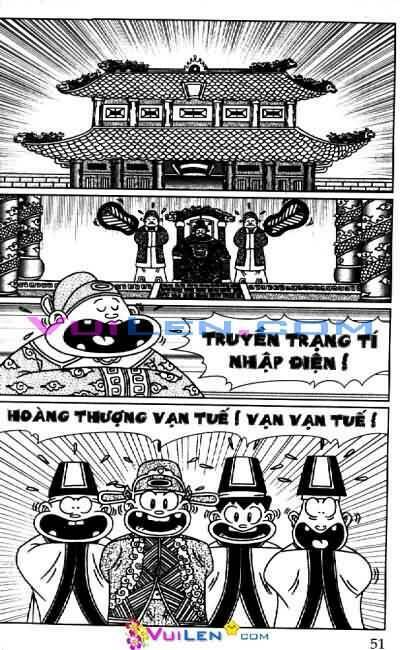 VuiLen.com
TRUYỀN TRẠNG TÍ
NHẬP ĐIỆN!
HOÀNG THƯỢNG VẠN TUẾ! VẠN VẠN TUẾ!
51
VuiLen.com